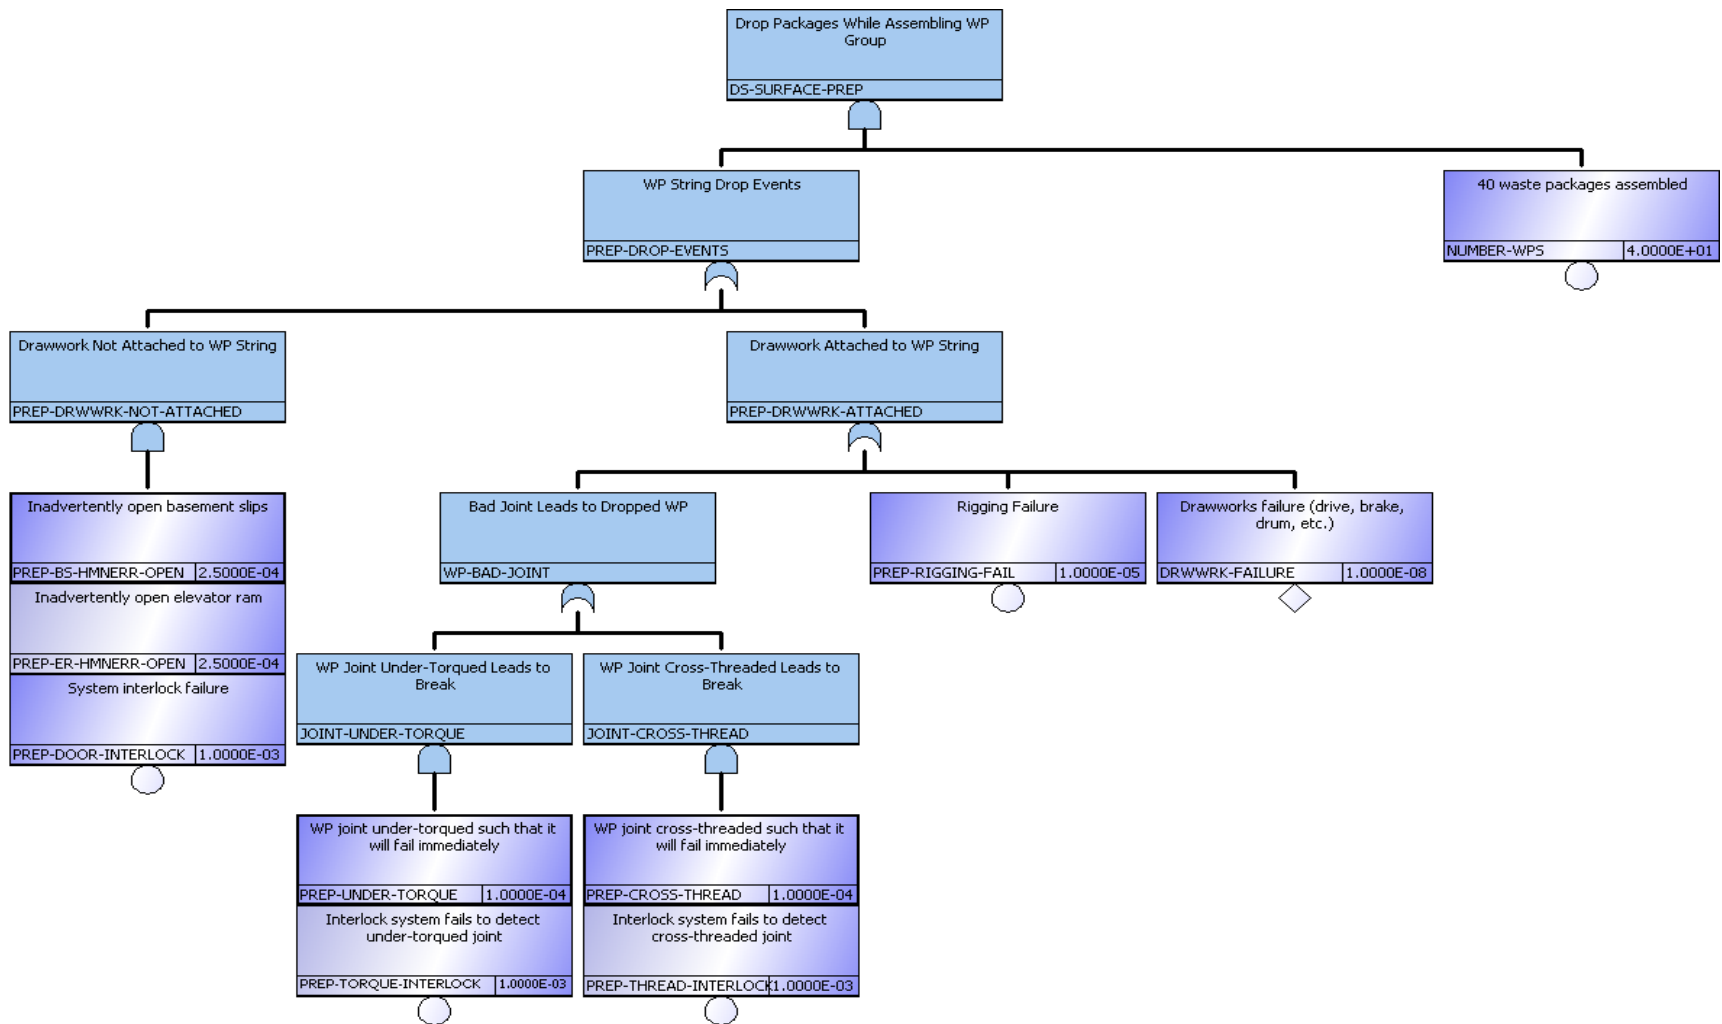 Drop Packages While Assembling WP
Group
DS-SURFACE-PREP
WP String Drop Events
PREP-DROP-EVENTS
40 waste packages assembled
NUMBER-WPS 4.0000E+01
Drawwork Not Attached to WP String
PREP-DRWWRK-NOT-ATTACHED
Drawwork Attached to WP String
PREP-DRWWRK-ATTACHED
Inadvertently open basement slips
PREP-BS-HMNERR-OPEN 2.5000E-04
Inadvertently open elevator ram
PREP-ER-HMNERR-OPEN 2.5000E-04
System interlock failure
PREP-DOOR-INTERLOCK 1.0000E-03
Bad Joint Leads to Dropped WP
WP-BAD-JOINT
Rigging Failure
PREP-RIGGING-FAIL 1.0000E-05
Drawworks failure (drive, brake,
drum, etc.)
DRWWRK-FAILURE 1.0000E-08
WP Joint Under-Torqued Leads to
Break
JOINT-UNDER-TORQUE
WP Joint Cross-Threaded Leads to
Break
JOINT-CROSS-THREAD
WP joint under-torqued such that it
will fail immediately
PREP-UNDER-TORQUE 1.0000E-04
Interlock system fails to detect
under-torqued joint
PREP-TORQUE-INTERLOCK 1.0000E-03
WP joint cross-threaded such that it
will fail immediately
PREP-CROSS-THREAD 1.0000E-04
Interlock system fails to detect
cross-threaded joint
PREP-THREAD-INTERLOCK 1.0000E-03